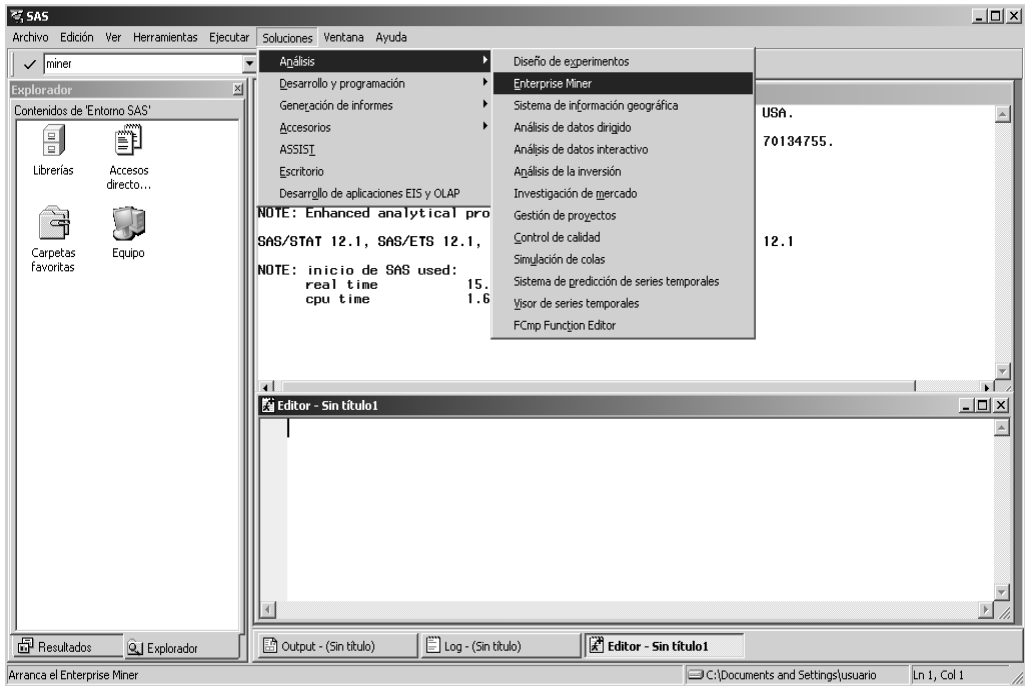 SAS
Archivo Edición Ver Herramientas Ejecutar Soluciones Ventana Ayuda
miner
Explorador
Contenidos de 'Entorno SAS'
Librerías
Accesos directo...
Carpetas favoritas
Equipo
Resultados
Explorador
Análisis
Desarrollo y programación
Generación de informes
Accesorios
ASSIST
Escritorio
Desarrollo de aplicaciones EIS y OLAP
Diseño de experimentos
Enterprise Miner
Sistema de información geográfica
Análisis de datos dirigido
Análisis de datos interactivo
Análisis de la inversión
Investigación de mercado
Gestión de proyectos
Control de calidad
Simulación de colas
Sistema de predicción de series temporales
Visor de series temporales
FCmp Function Editor
USA.
70134755.
NOTE: Enhanced analytical pro
SAS/STAT 12.1, SAS/ETS 12.1, 12.1
NOTE: inicio de SAS used:
real time 15.
cpu time 1.6
Editor - Sin título1
Output - (Sin título)
Log - (Sin título)
Editor - Sin título1
Arranca el Enterprise Miner
C:\Documents and Settings\usuario
Ln 1, Col 1